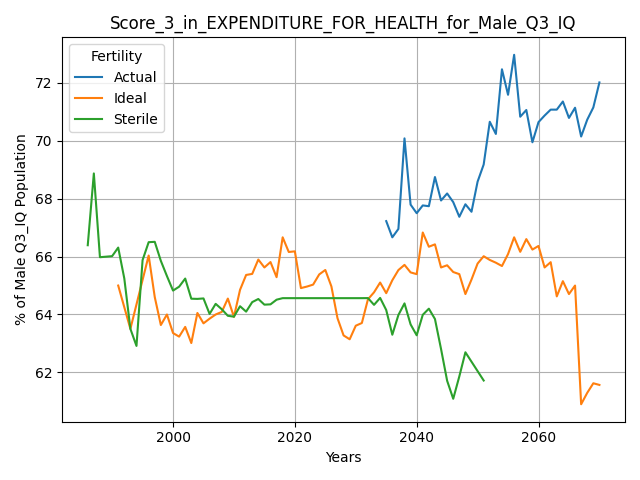 Score_3_in_EXPENDITURE_FOR_HEALTH_for_Male_Q3_IQ
Fertility
Actual
Ideal
Sterile
% of Male Q3_IQ Population
72
70
68
66
64
62
2000 2020 2040 2060
Years